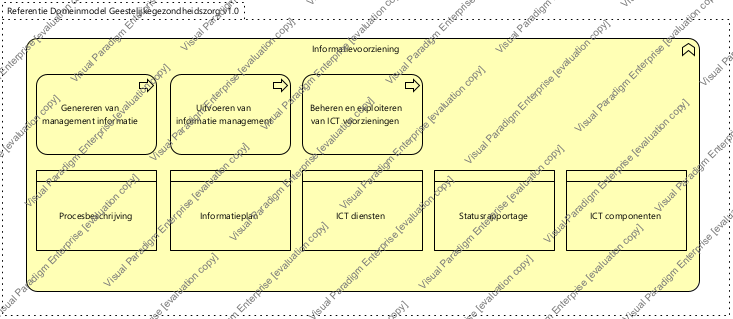 Referentie Domeinmodel Geestelijkegezondheidszorg v1.0
Informatievoorziening
Genereren van
management informatie
Uitvoeren van
informatie management
Beheren en exploiteren
van ICT voorzieningen
Procesbeschrijving
Informatieplan
ICT diensten
Statusrapportage
ICT componenten
Visual Paradigm Enterprise [evaluation copy]